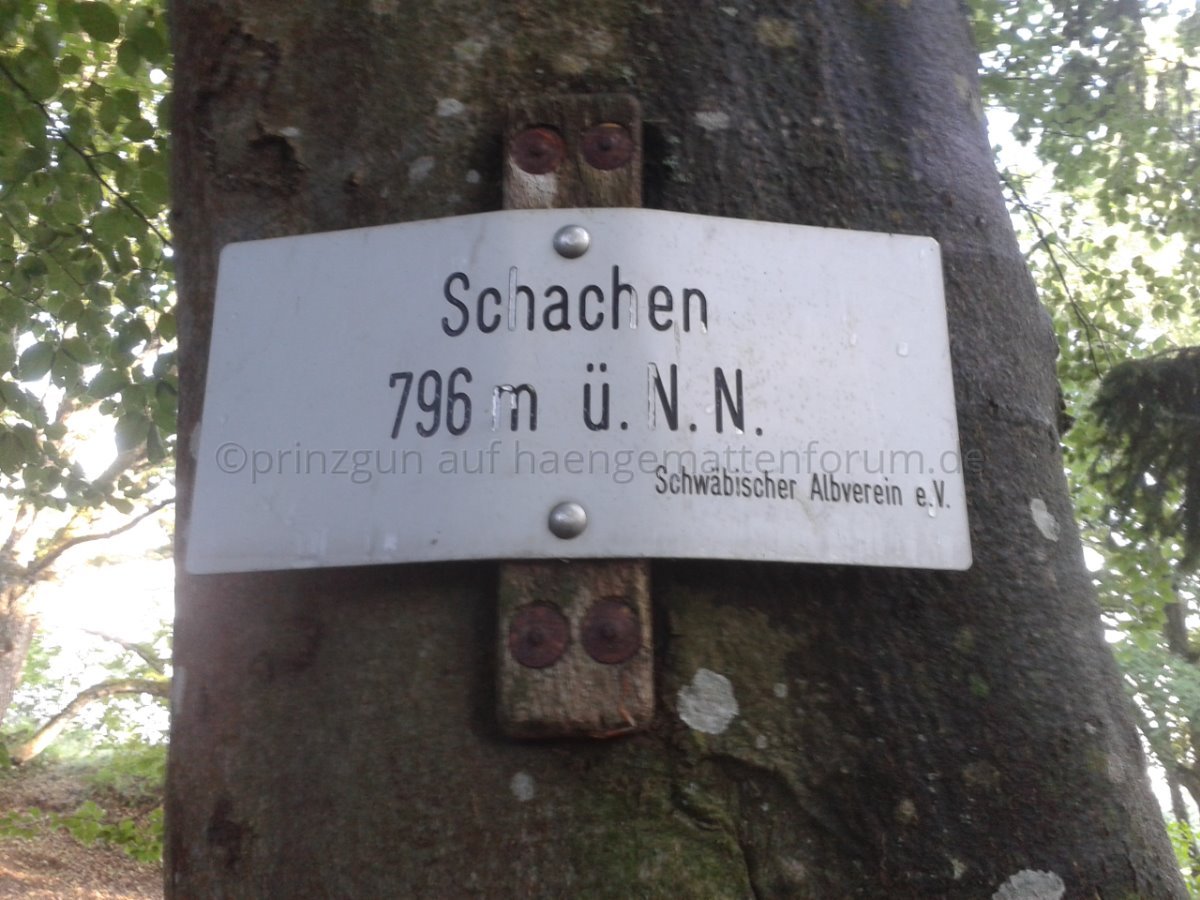 Schachen
796 m ü. N. N.
©prinzgun auf haengemattenforum.de
Schwäbischer Albverein e.V.